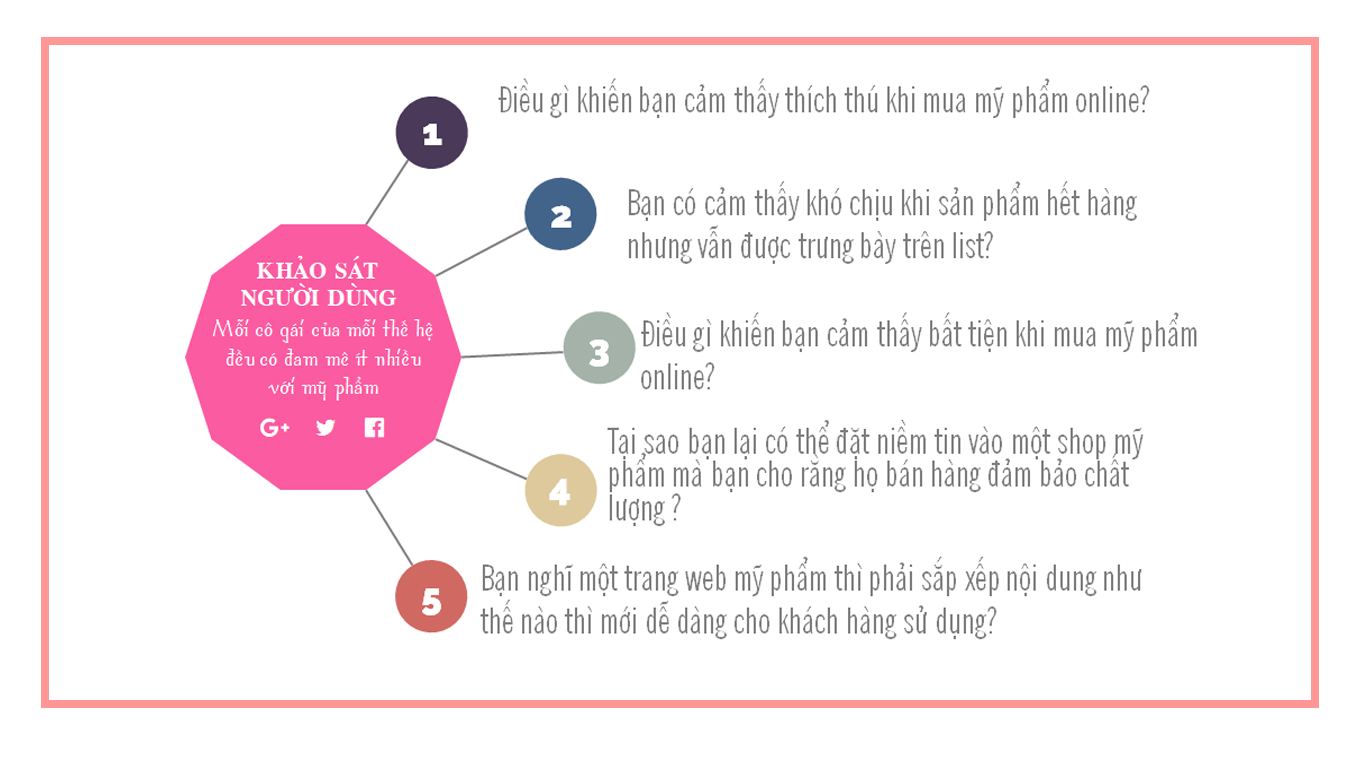 Điều gì khiến bạn cảm thấy thích thú khi mua mỹ phẩm online?
1
Bạn có cảm thấy khó chịu khi sản phẩm hết hàng
nhưng vẫn được trưng bày trên list?
2
KHẢO SÁT
NGƯỜI DÙNG
Mỗi cô gái của mỗi thế hệ
đều có đam mê ít nhiều
với mỹ phẩm
G+
Điều gì khiến bạn cảm thấy bất tiện khi mua mỹ phẩm
online?
3
Tại sao bạn lại có thể đặt niềm tin vào một shop mỹ
phẩm mà bạn cho rằng họ bán hàng đảm bảo chất
lượng ?
4
Bạn nghĩ một trang web mỹ phẩm thì phải sắp xếp nội dung như
thế nào thì mới dễ dàng cho khách hàng sử dụng?
5